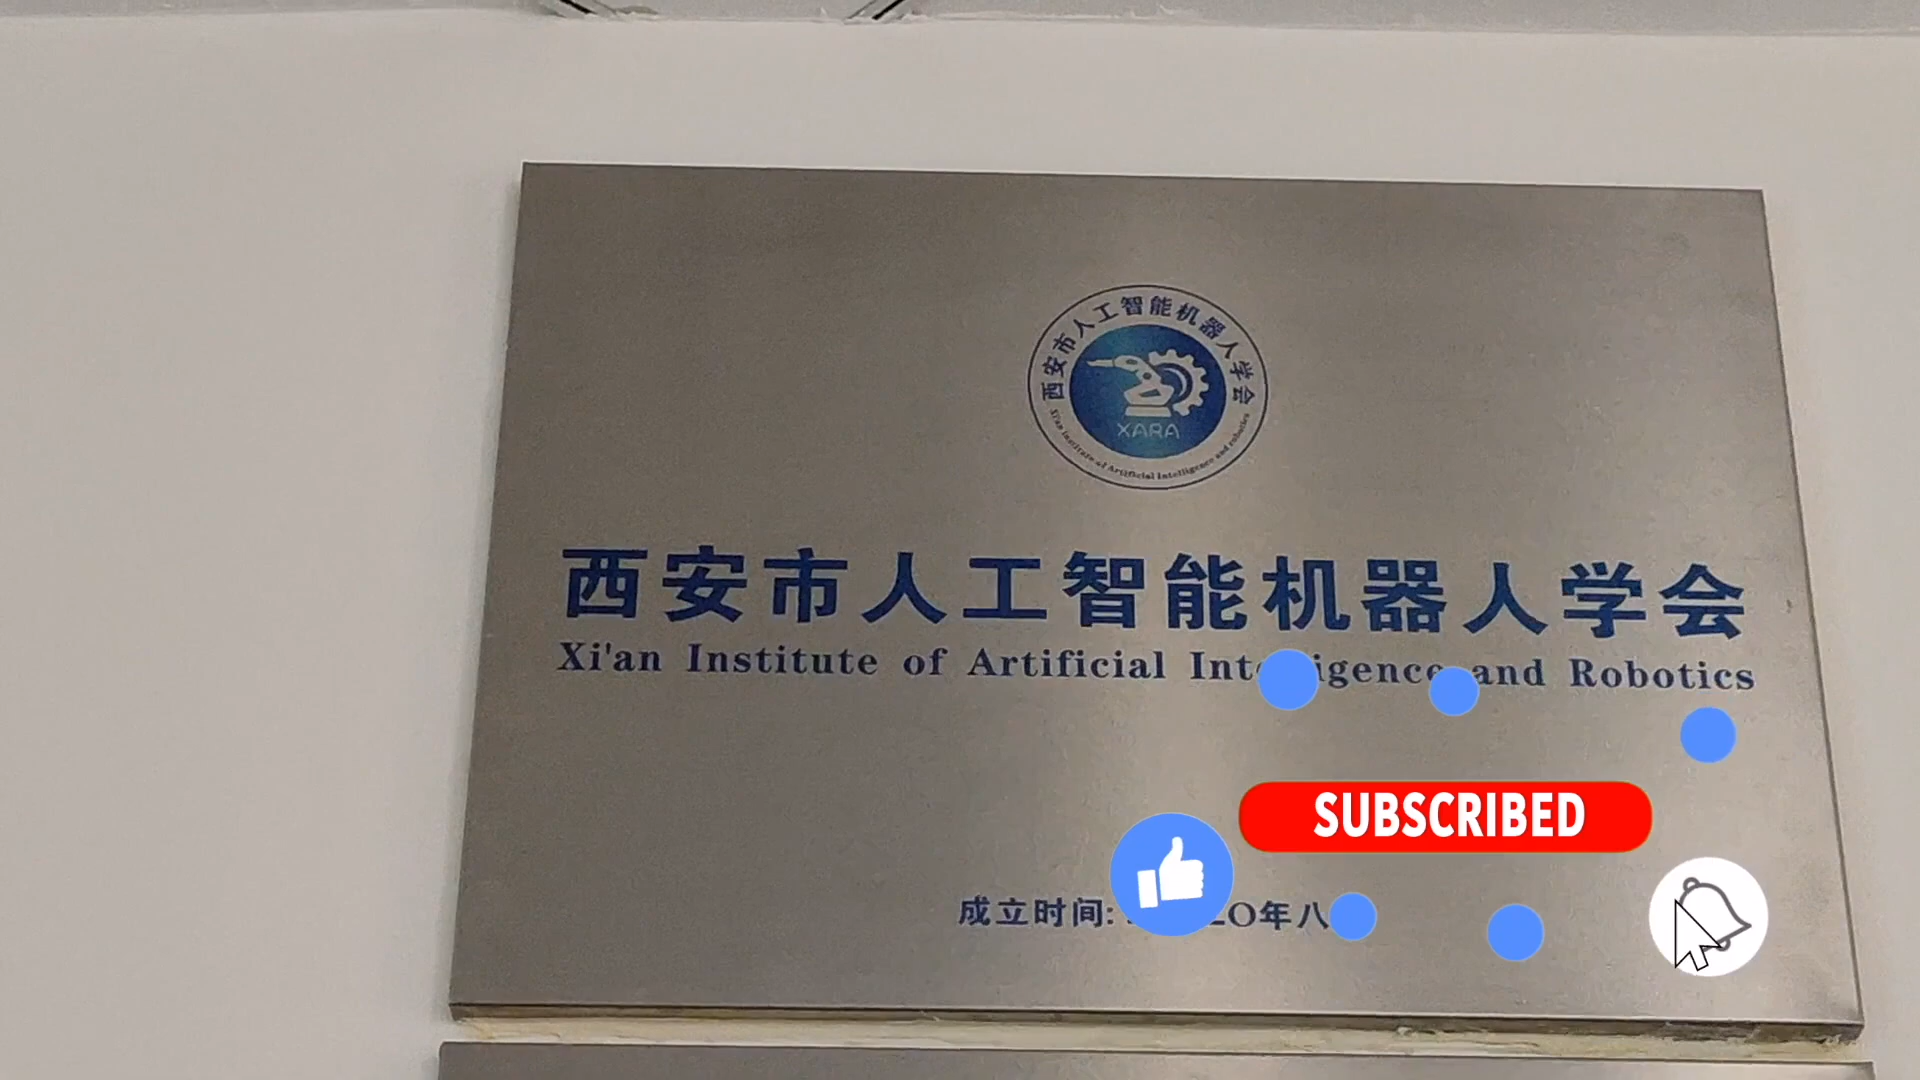 西安市人工智能机器人学会
Xi'an Institute of Artificial Intelligence and robotics
XARA
西安市人工智能机器人学会
Xi'an Institute of Artificial and Robotics
SUBSCRIBED
成立时间: 年八